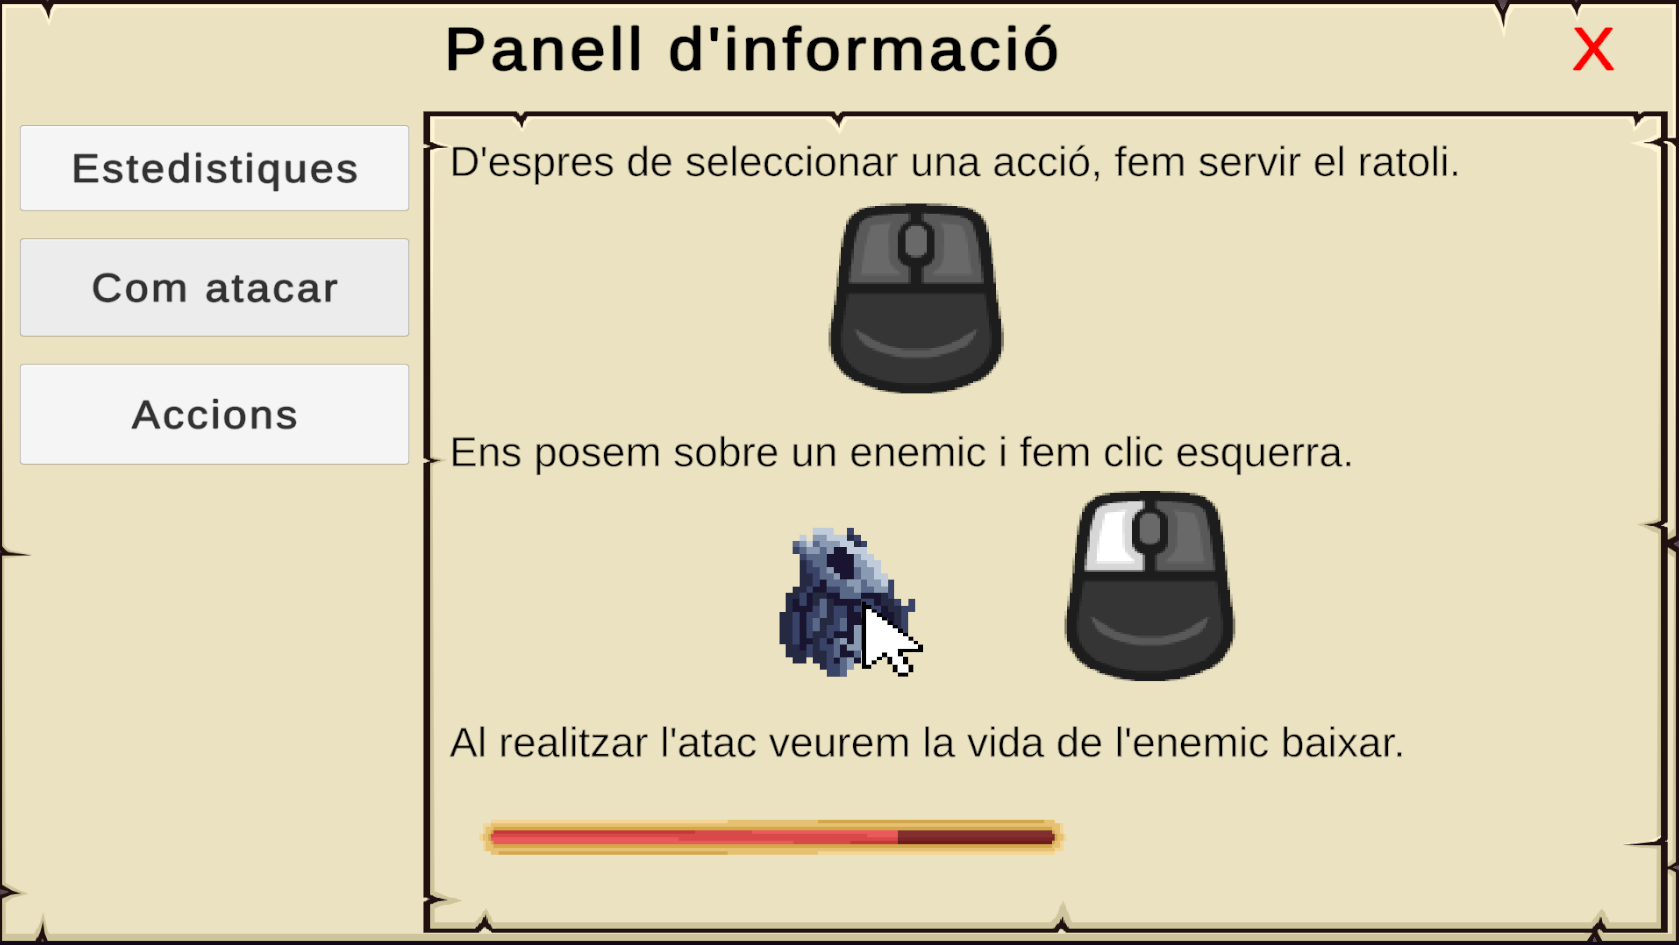 Panell d'informació
X
Estedistiques
Com atacar
Accions
D'espres de seleccionar una acció, fem servir el ratoli.
Ens posem sobre un enemic i fem clic esquerra.
Al realitzar l'atac veurem la vida de l'enemic baixar.